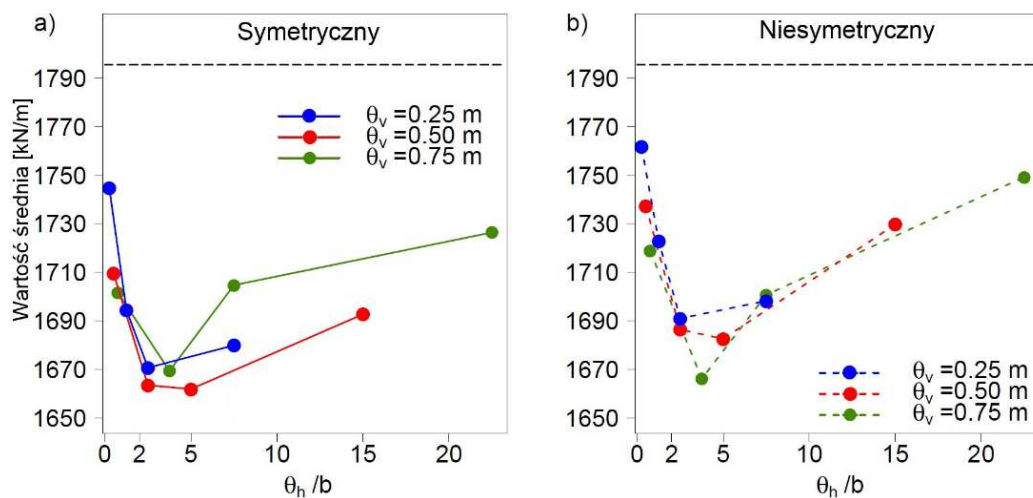 a)
Symetryczny
Wartość średnia [kN/m]
1790
1770
1750
1730
1710
1690
1670
1650
θv =0.25 m
θv =0.50 m
θv =0.75 m
0 2 5 10 15 20
θh /b
b)
Niesymetryczny
1790
1770
1750
1730
1710
1690
1670
1650
θv =0.25 m
θv =0.50 m
θv =0.75 m
0 2 5 10 15 20
θh /b